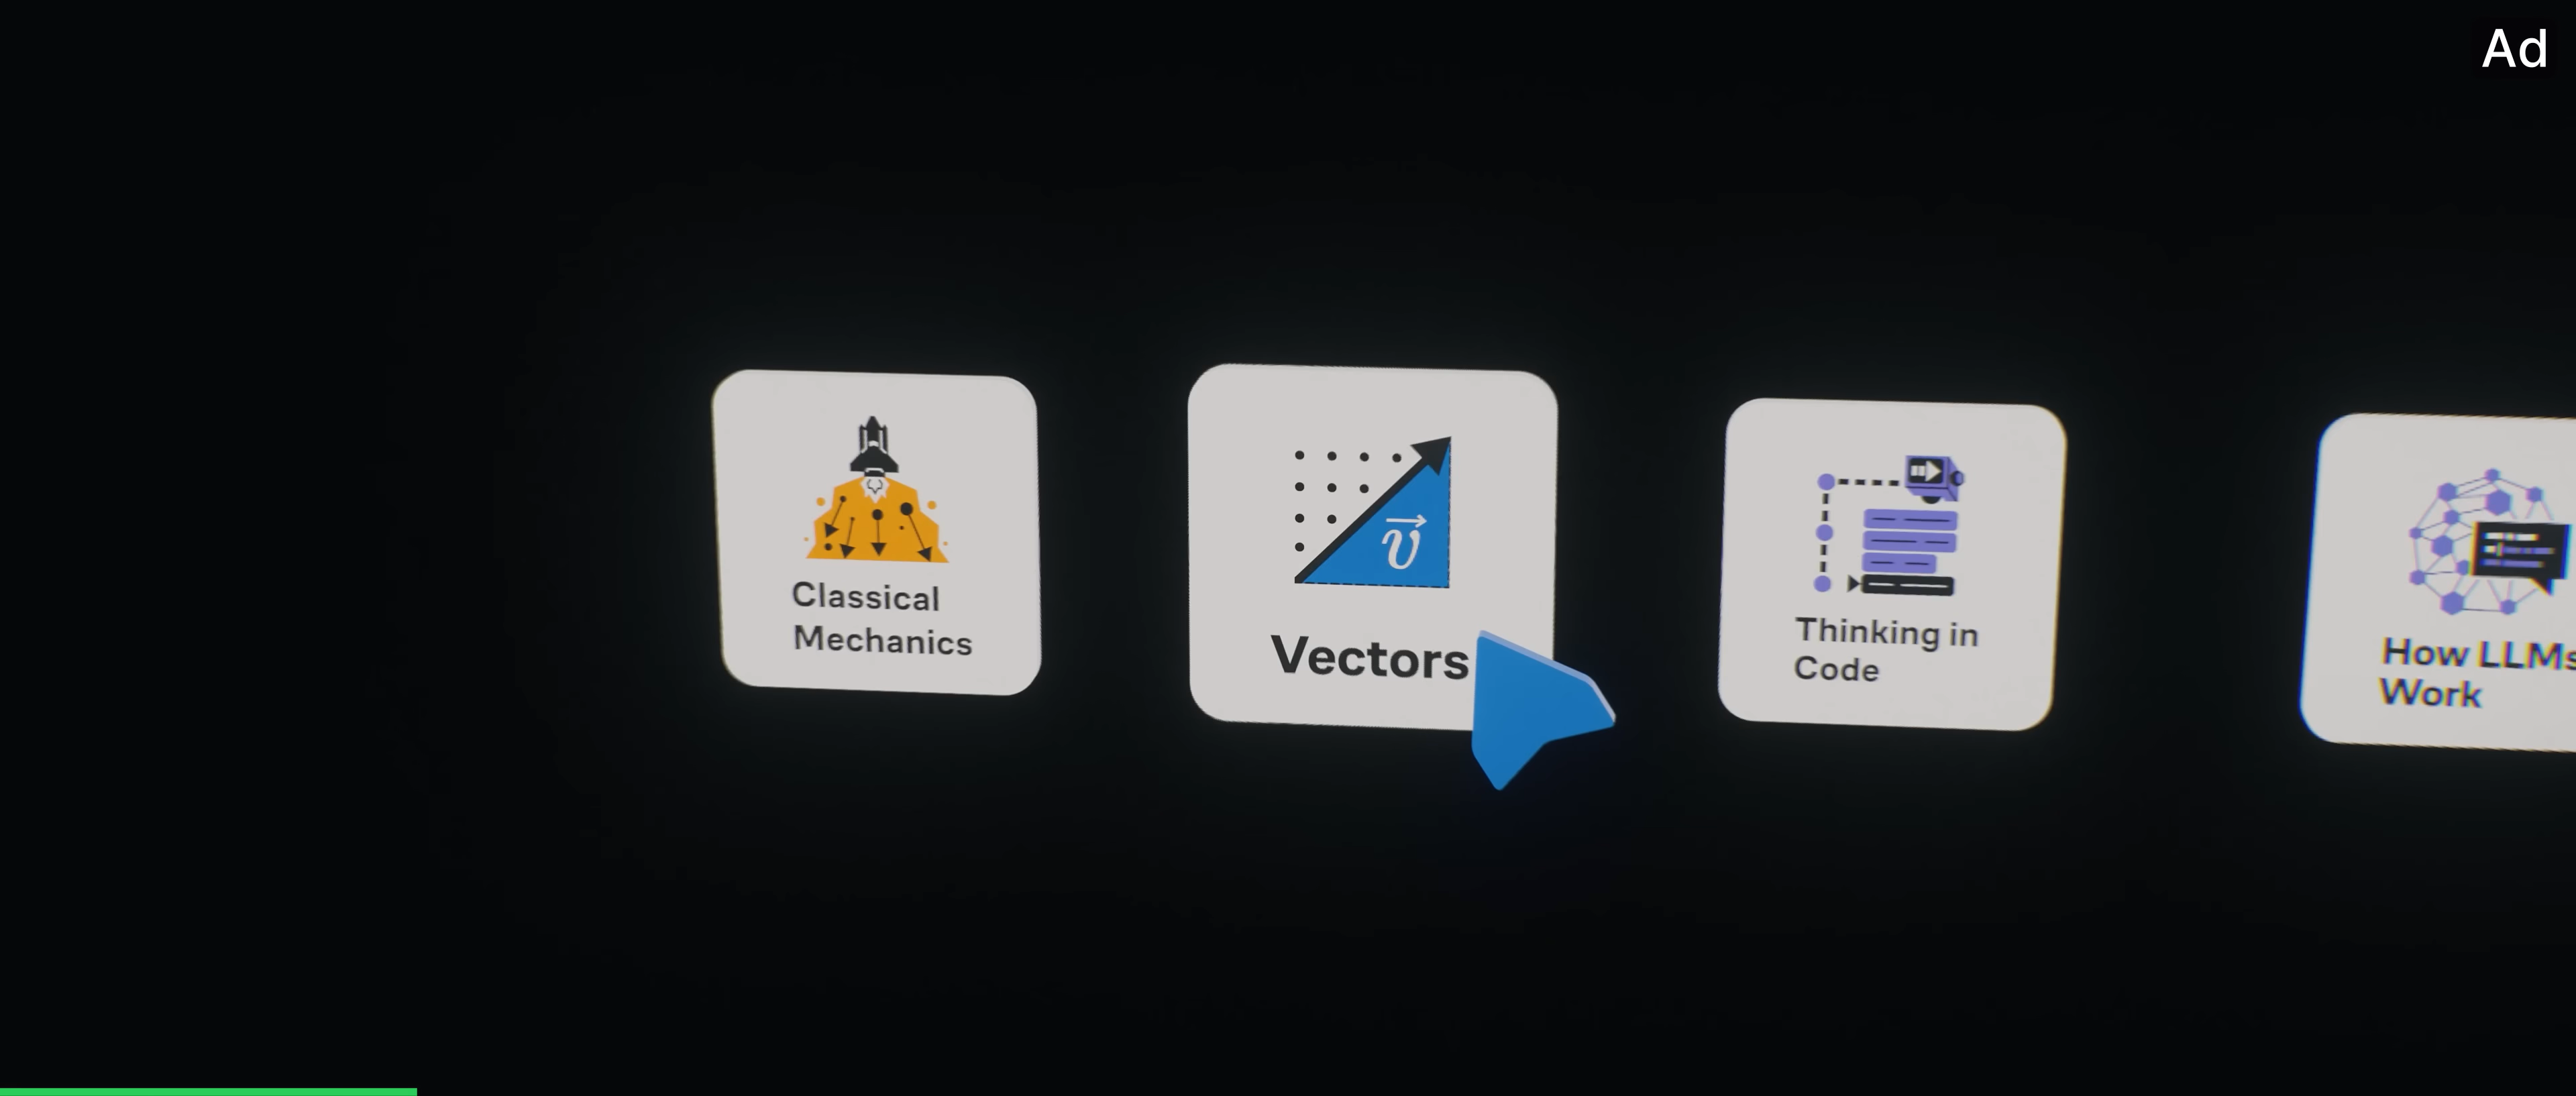 Ad
Classical
Mechanics
v
Vectors
Thinking in
Code
How LLMs
Work